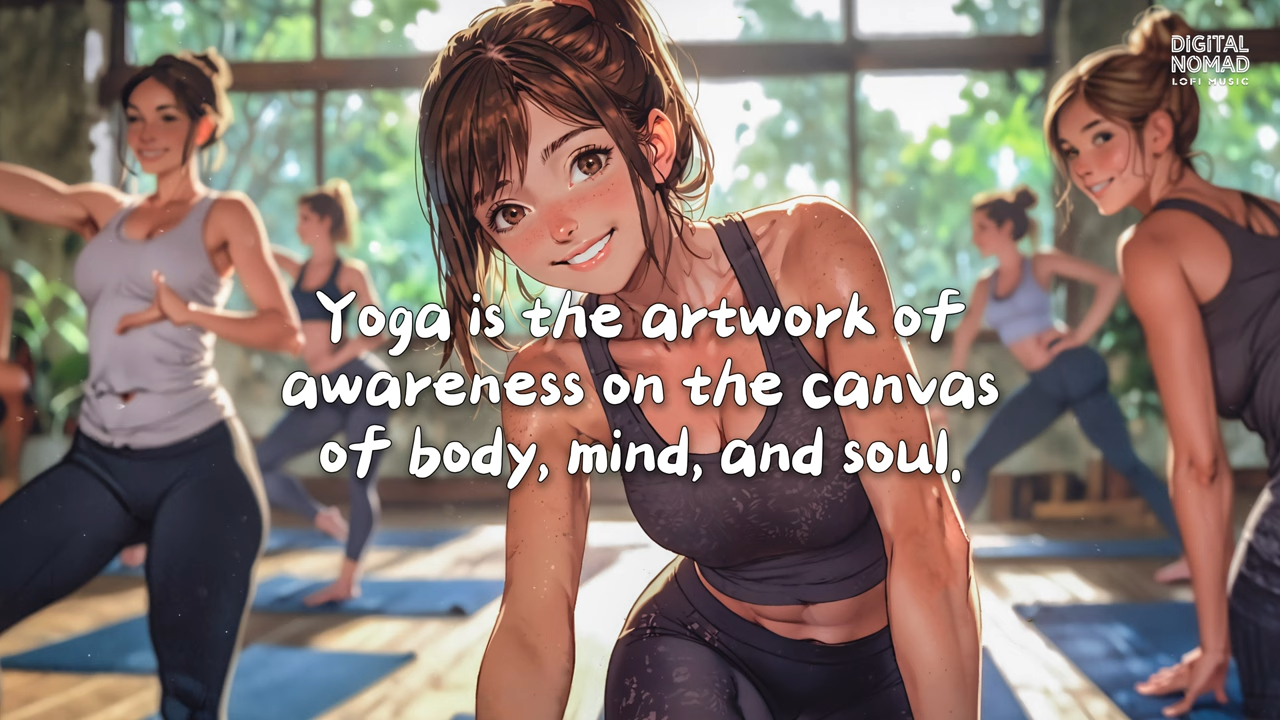 DiGiTAL
NOMAD
LOFI MUSIC
Yoga is the artwork of
awareness on the canvas
of body, mind, and soul.